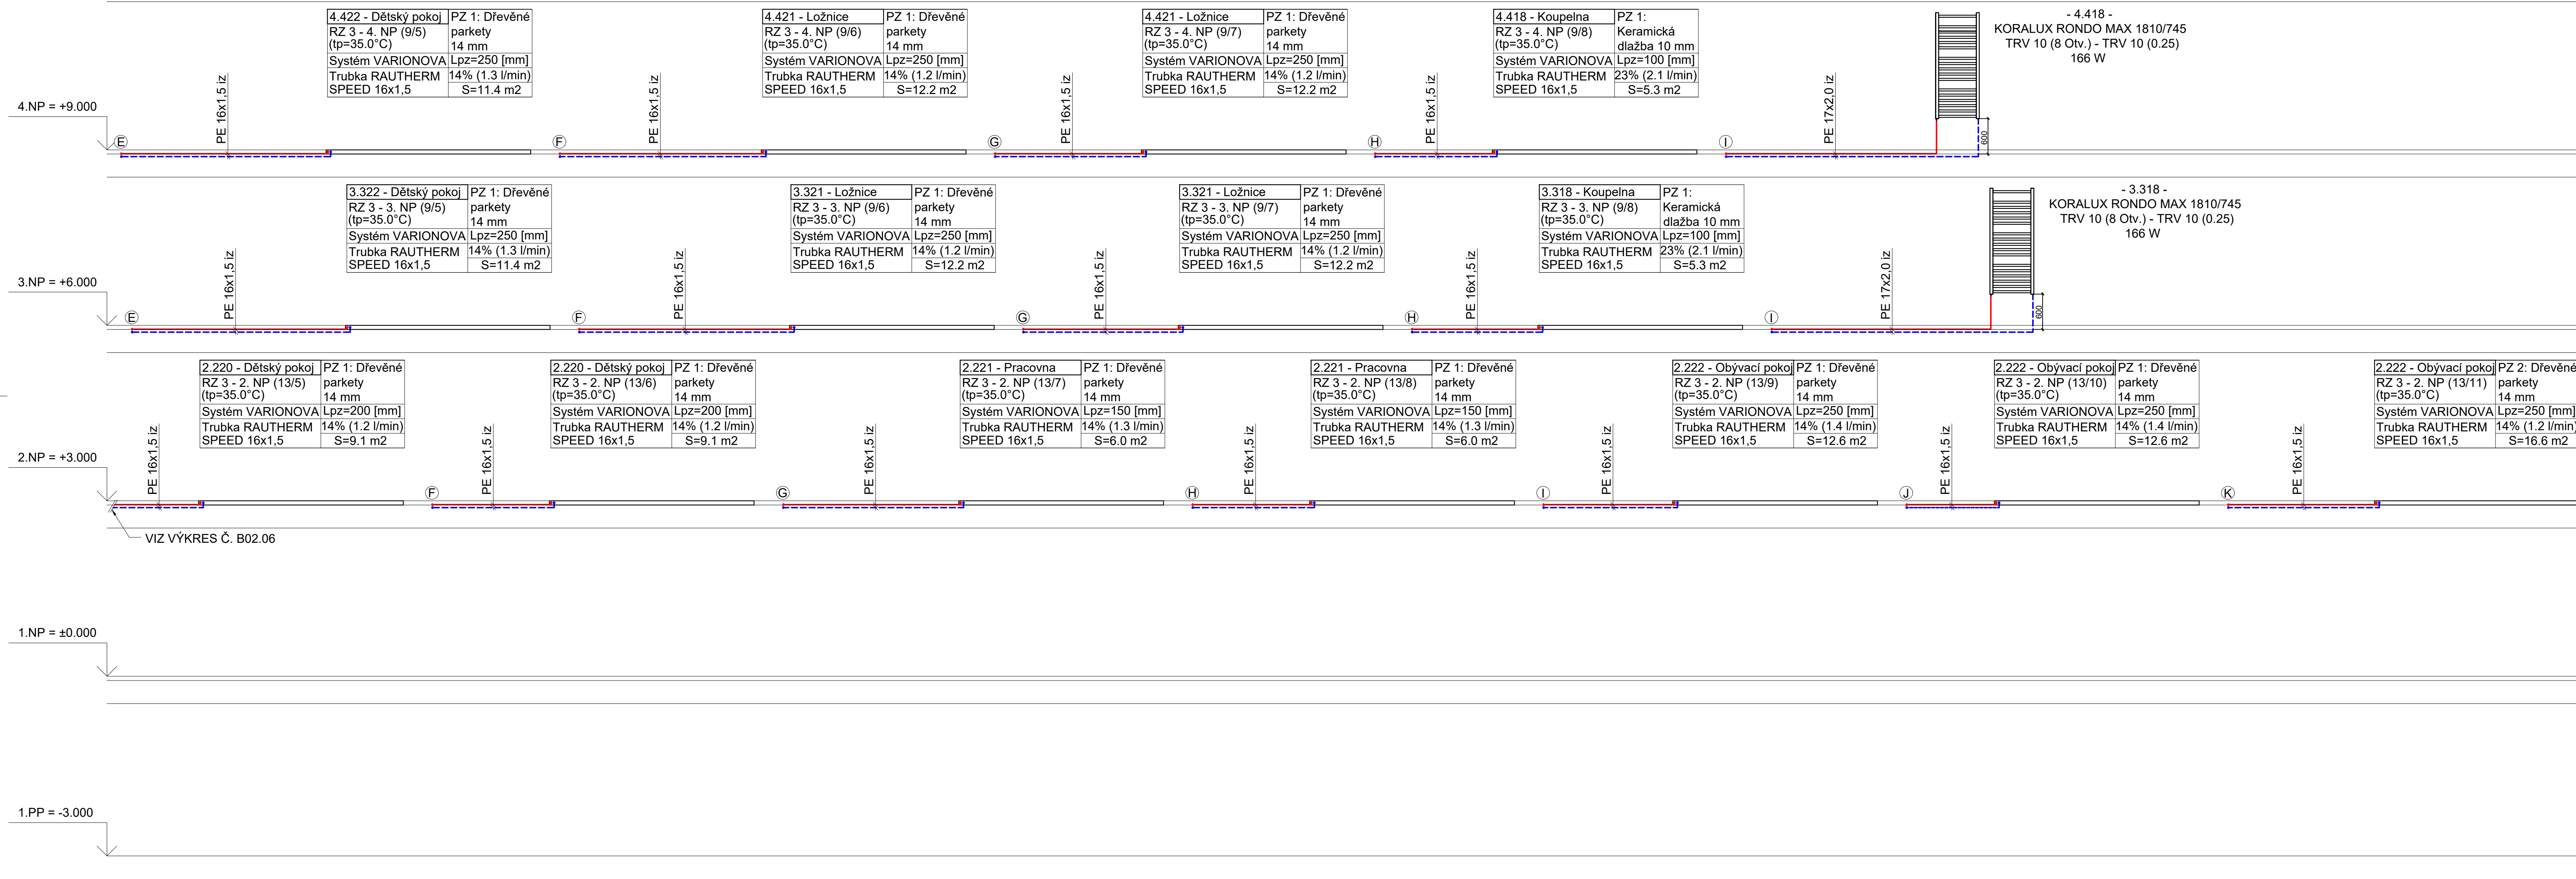 4.422 - Dětský pokoj PZ 1: Dřevěné
RZ 3 - 4. NP (9/5) parkety
(tp=35.0°C) 14 mm
Systém VARIONOVA Lpz=250 [mm]
Trubka RAUTHERM 14% (1.3 l/min)
SPEED 16x1,5 S=11.4 m2
4.421 - Ložnice PZ 1: Dřevěné
RZ 3 - 4. NP (9/6) parkety
(tp=35.0°C) 14 mm
Systém VARIONOVA Lpz=250 [mm]
Trubka RAUTHERM 14% (1.2 l/min)
SPEED 16x1,5 S=12.2 m2
4.421 - Ložnice PZ 1: Dřevěné
RZ 3 - 4. NP (9/7) parkety
(tp=35.0°C) 14 mm
Systém VARIONOVA Lpz=250 [mm]
Trubka RAUTHERM 14% (1.2 l/min)
SPEED 16x1,5 S=12.2 m2
4.418 - Koupelna PZ 1:
RZ 3 - 4. NP (9/8) Keramická
(tp=35.0°C) dlažba 10 mm
Systém VARIONOVA Lpz=100 [mm]
Trubka RAUTHERM 23% (2.1 l/min)
SPEED 16x1,5 S=5.3 m2
- 4.418 -
KORALUX RONDO MAX 1810/745
TRV 10 (8 Otv.) - TRV 10 (0.25)
166 W
4.NP = +9.000
E
PE 16x1,5 iz
F
PE 16x1,5 iz
G
PE 16x1,5 iz
H
PE 16x1,5 iz
I
PE 17x2,0 iz
600
3.322 - Dětský pokoj PZ 1: Dřevěné
RZ 3 - 3. NP (9/5) parkety
(tp=35.0°C) 14 mm
Systém VARIONOVA Lpz=250 [mm]
Trubka RAUTHERM 14% (1.3 l/min)
SPEED 16x1,5 S=11.4 m2
3.321 - Ložnice PZ 1: Dřevěné
RZ 3 - 3. NP (9/6) parkety
(tp=35.0°C) 14 mm
Systém VARIONOVA Lpz=250 [mm]
Trubka RAUTHERM 14% (1.2 l/min)
SPEED 16x1,5 S=12.2 m2
3.321 - Ložnice PZ 1: Dřevěné
RZ 3 - 3. NP (9/7) parkety
(tp=35.0°C) 14 mm
Systém VARIONOVA Lpz=250 [mm]
Trubka RAUTHERM 14% (1.2 l/min)
SPEED 16x1,5 S=12.2 m2
3.318 - Koupelna PZ 1:
RZ 3 - 3. NP (9/8) Keramická
(tp=35.0°C) dlažba 10 mm
Systém VARIONOVA Lpz=100 [mm]
Trubka RAUTHERM 23% (2.1 l/min)
SPEED 16x1,5 S=5.3 m2
- 3.318 -
KORALUX RONDO MAX 1810/745
TRV 10 (8 Otv.) - TRV 10 (0.25)
166 W
3.NP = +6.000
E
PE 16x1,5 iz
F
PE 16x1,5 iz
G
PE 16x1,5 iz
H
PE 16x1,5 iz
I
PE 17x2,0 iz
600
2.220 - Dětský pokoj PZ 1: Dřevěné
RZ 3 - 2. NP (13/5) parkety
(tp=35.0°C) 14 mm
Systém VARIONOVA Lpz=200 [mm]
Trubka RAUTHERM 14% (1.2 l/min)
SPEED 16x1,5 S=9.1 m2
2.220 - Dětský pokoj PZ 1: Dřevěné
RZ 3 - 2. NP (13/6) parkety
(tp=35.0°C) 14 mm
Systém VARIONOVA Lpz=200 [mm]
Trubka RAUTHERM 14% (1.2 l/min)
SPEED 16x1,5 S=9.1 m2
2.221 - Pracovna PZ 1: Dřevěné
RZ 3 - 2. NP (13/7) parkety
(tp=35.0°C) 14 mm
Systém VARIONOVA Lpz=150 [mm]
Trubka RAUTHERM 14% (1.3 l/min)
SPEED 16x1,5 S=6.0 m2
2.221 - Pracovna PZ 1: Dřevěné
RZ 3 - 2. NP (13/8) parkety
(tp=35.0°C) 14 mm
Systém VARIONOVA Lpz=150 [mm]
Trubka RAUTHERM 14% (1.3 l/min)
SPEED 16x1,5 S=6.0 m2
2.222 - Obývací pokoj PZ 1: Dřevěné
RZ 3 - 2. NP (13/9) parkety
(tp=35.0°C) 14 mm
Systém VARIONOVA Lpz=250 [mm]
Trubka RAUTHERM 14% (1.4 l/min)
SPEED 16x1,5 S=12.6 m2
2.222 - Obývací pokoj PZ 1: Dřevěné
RZ 3 - 2. NP (13/10) parkety
(tp=35.0°C) 14 mm
Systém VARIONOVA Lpz=250 [mm]
Trubka RAUTHERM 14% (1.4 l/min)
SPEED 16x1,5 S=12.6 m2
2.222 - Obývací pokoj PZ 2: Dřevěné
RZ 3 - 2. NP (13/11) parkety
(tp=35.0°C) 14 mm
Systém VARIONOVA Lpz=250 [mm]
Trubka RAUTHERM 14% (1.2 l/min)
SPEED 16x1,5 S=16.6 m2
2.NP = +3.000
PE 16x1,5 iz
F
PE 16x1,5 iz
G
PE 16x1,5 iz
H
PE 16x1,5 iz
I
PE 16x1,5 iz
J
PE 16x1,5 iz
K
PE 16x1,5 iz
VIZ VÝKRES Č. B02.06
1.NP = ±0.000
1.PP = -3.000